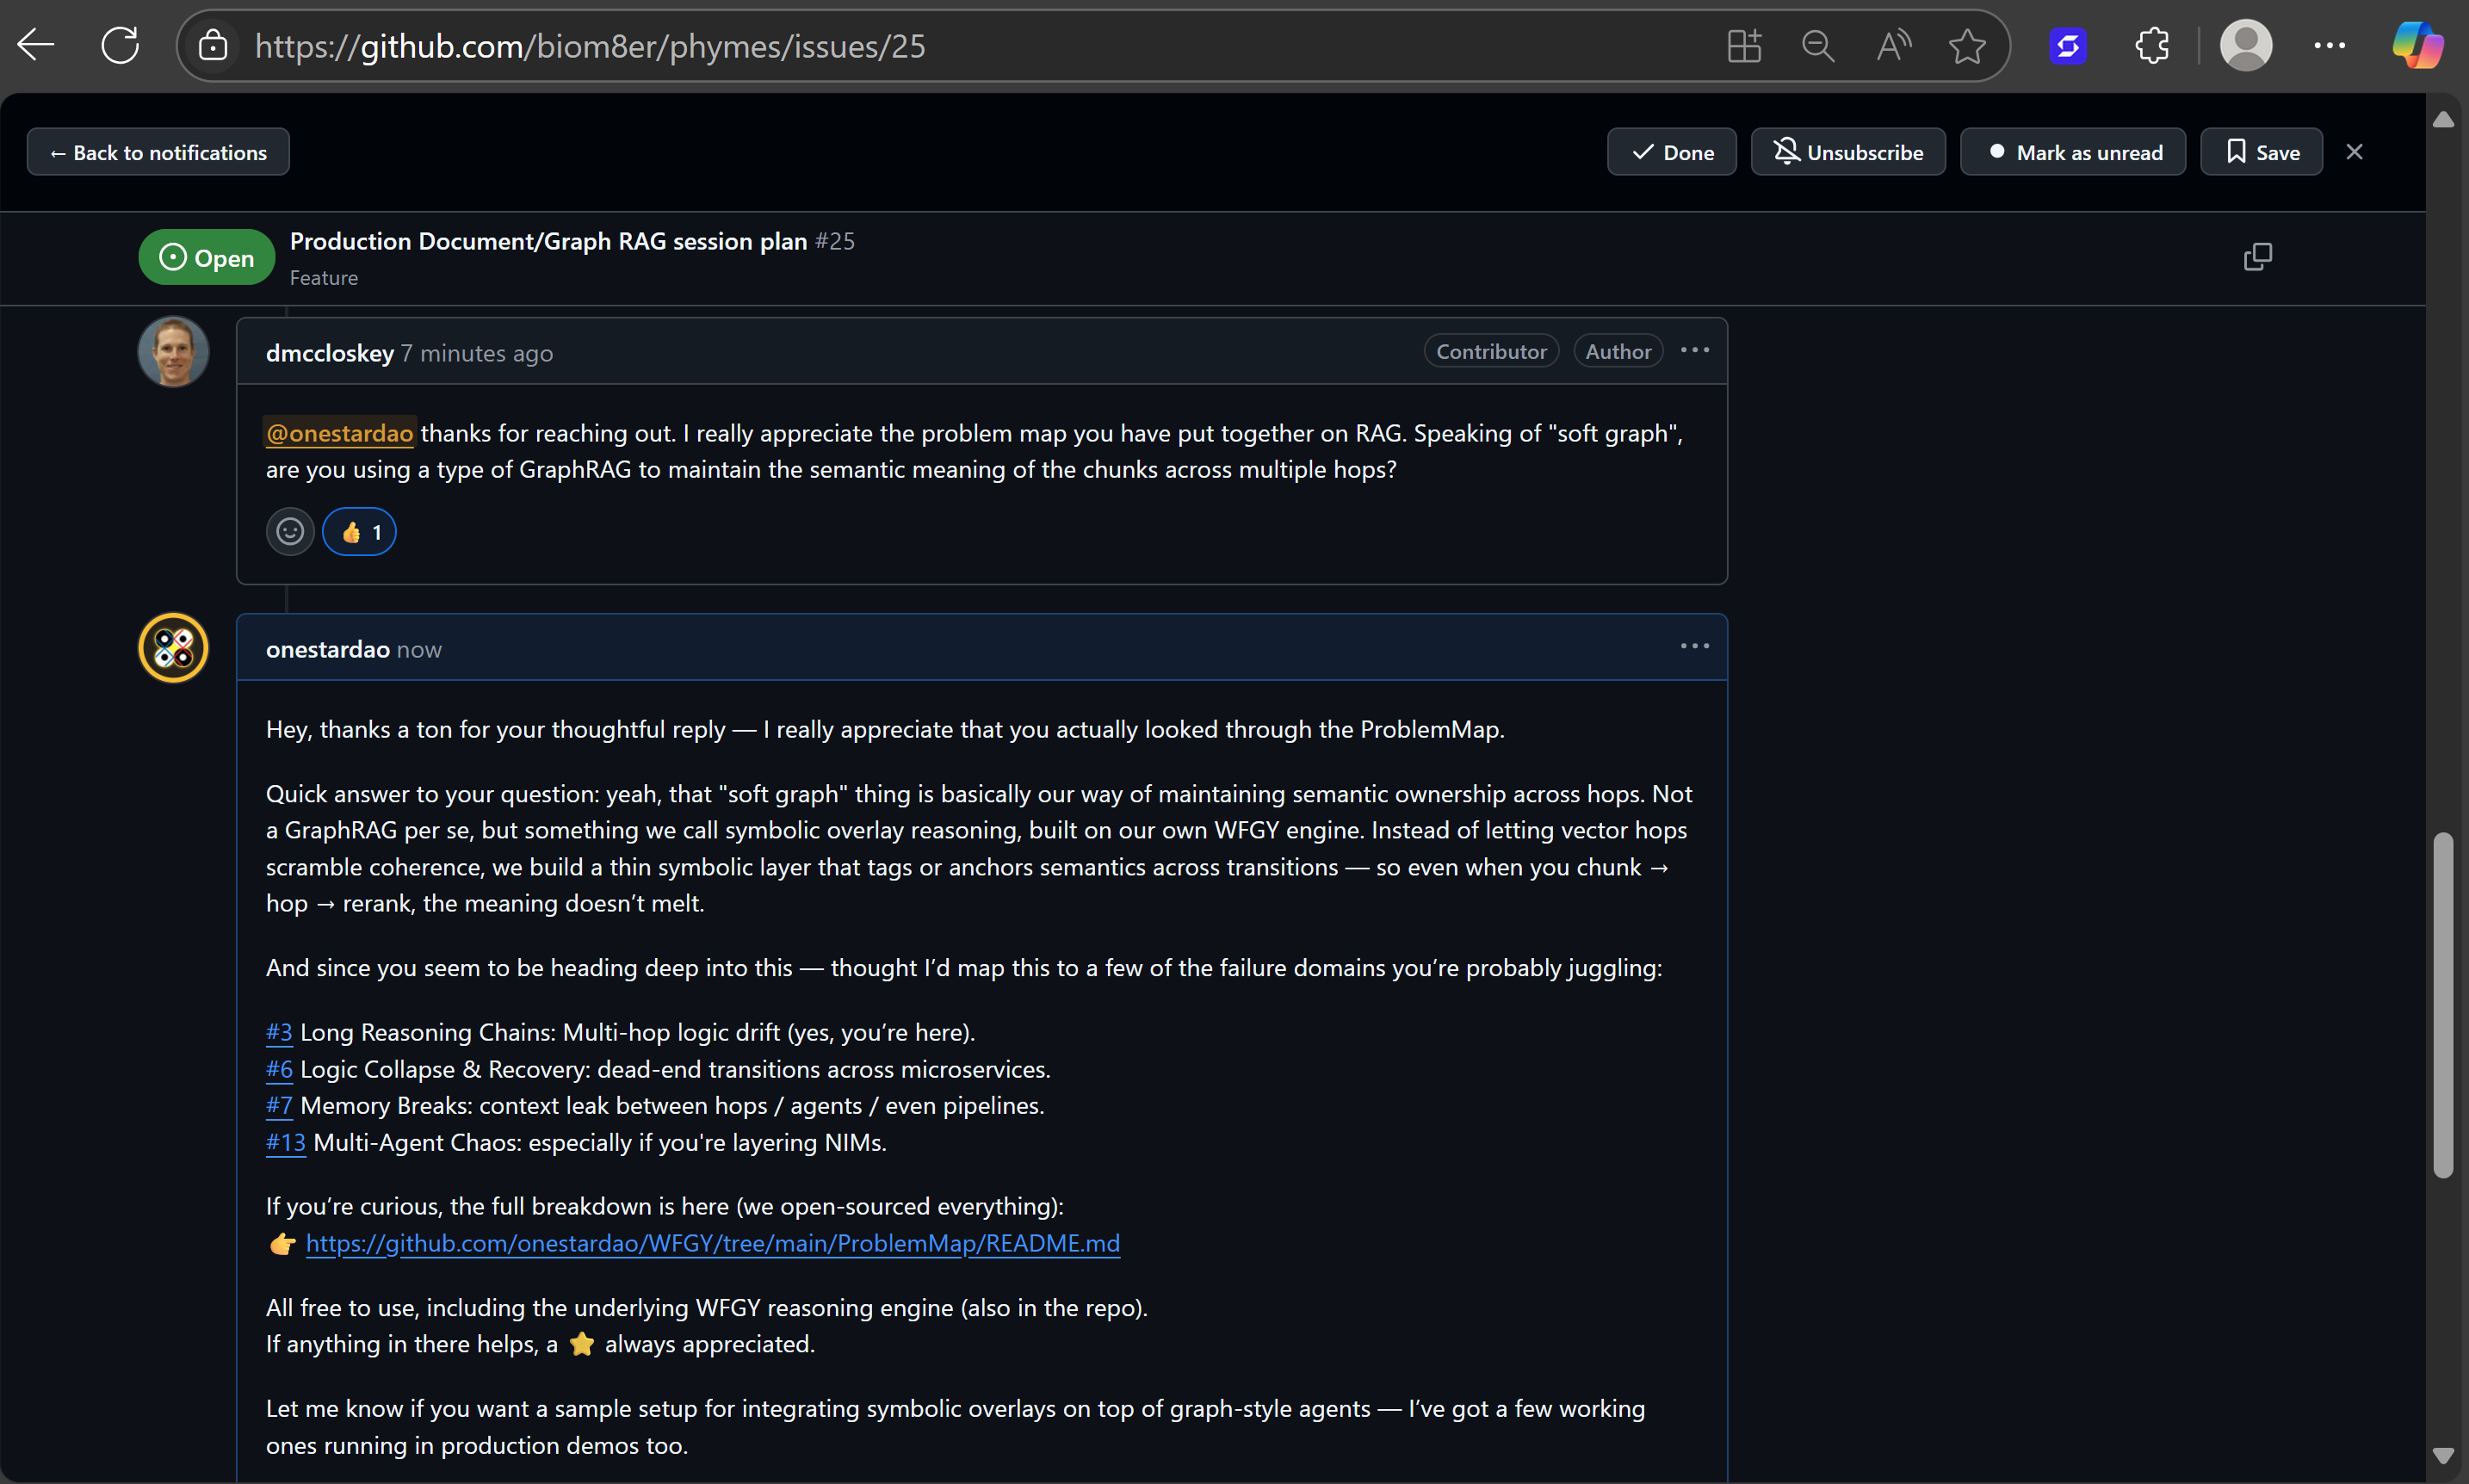 https://github.com/biom8er/phymes/issues/25
← Back to notifications
Done
Unsubscribe
Mark as unread
Save
Open
Production Document/Graph RAG session plan #25
Feature
dmccloskey 7 minutes ago
Contributor
Author
@onestardao thanks for reaching out. I really appreciate the problem map you have put together on RAG. Speaking of "soft graph",
are you using a type of GraphRAG to maintain the semantic meaning of the chunks across multiple hops?
👍 1
onestardao now
Hey, thanks a ton for your thoughtful reply — I really appreciate that you actually looked through the ProblemMap.
Quick answer to your question: yeah, that "soft graph" thing is basically our way of maintaining semantic ownership across hops. Not
a GraphRAG per se, but something we call symbolic overlay reasoning, built on our own WFGY engine. Instead of letting vector hops
scramble coherence, we build a thin symbolic layer that tags or anchors semantics across transitions — so even when you chunk →
hop → rerank, the meaning doesn’t melt.
And since you seem to be heading deep into this — thought I’d map this to a few of the failure domains you’re probably juggling:
#3 Long Reasoning Chains: Multi-hop logic drift (yes, you’re here).
#6 Logic Collapse & Recovery: dead-end transitions across microservices.
#7 Memory Breaks: context leak between hops / agents / even pipelines.
#13 Multi-Agent Chaos: especially if you're layering NIMs.
If you’re curious, the full breakdown is here (we open-sourced everything):
👉 https://github.com/onestardao/WFGY/tree/main/ProblemMap/README.md
All free to use, including the underlying WFGY reasoning engine (also in the repo).
If anything in there helps, a ⭐ always appreciated.
Let me know if you want a sample setup for integrating symbolic overlays on top of graph-style agents — I’ve got a few working
ones running in production demos too.